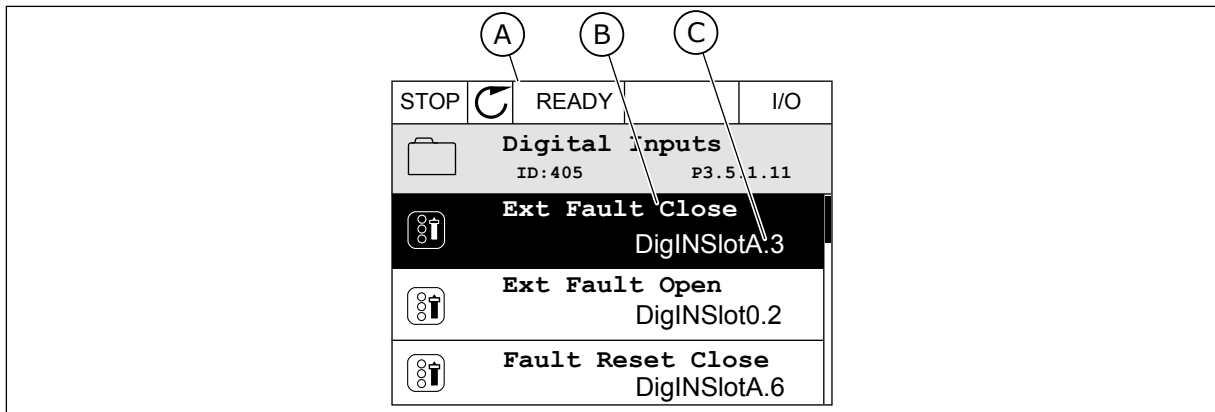 A B C
STOP READY I/O
Digital Inputs
ID:405 P3.5.1.11
Ext Fault Close
DigINSlotA.3
Ext Fault Open
DigINSlot0.2
Fault Reset Close
DigINSlotA.6